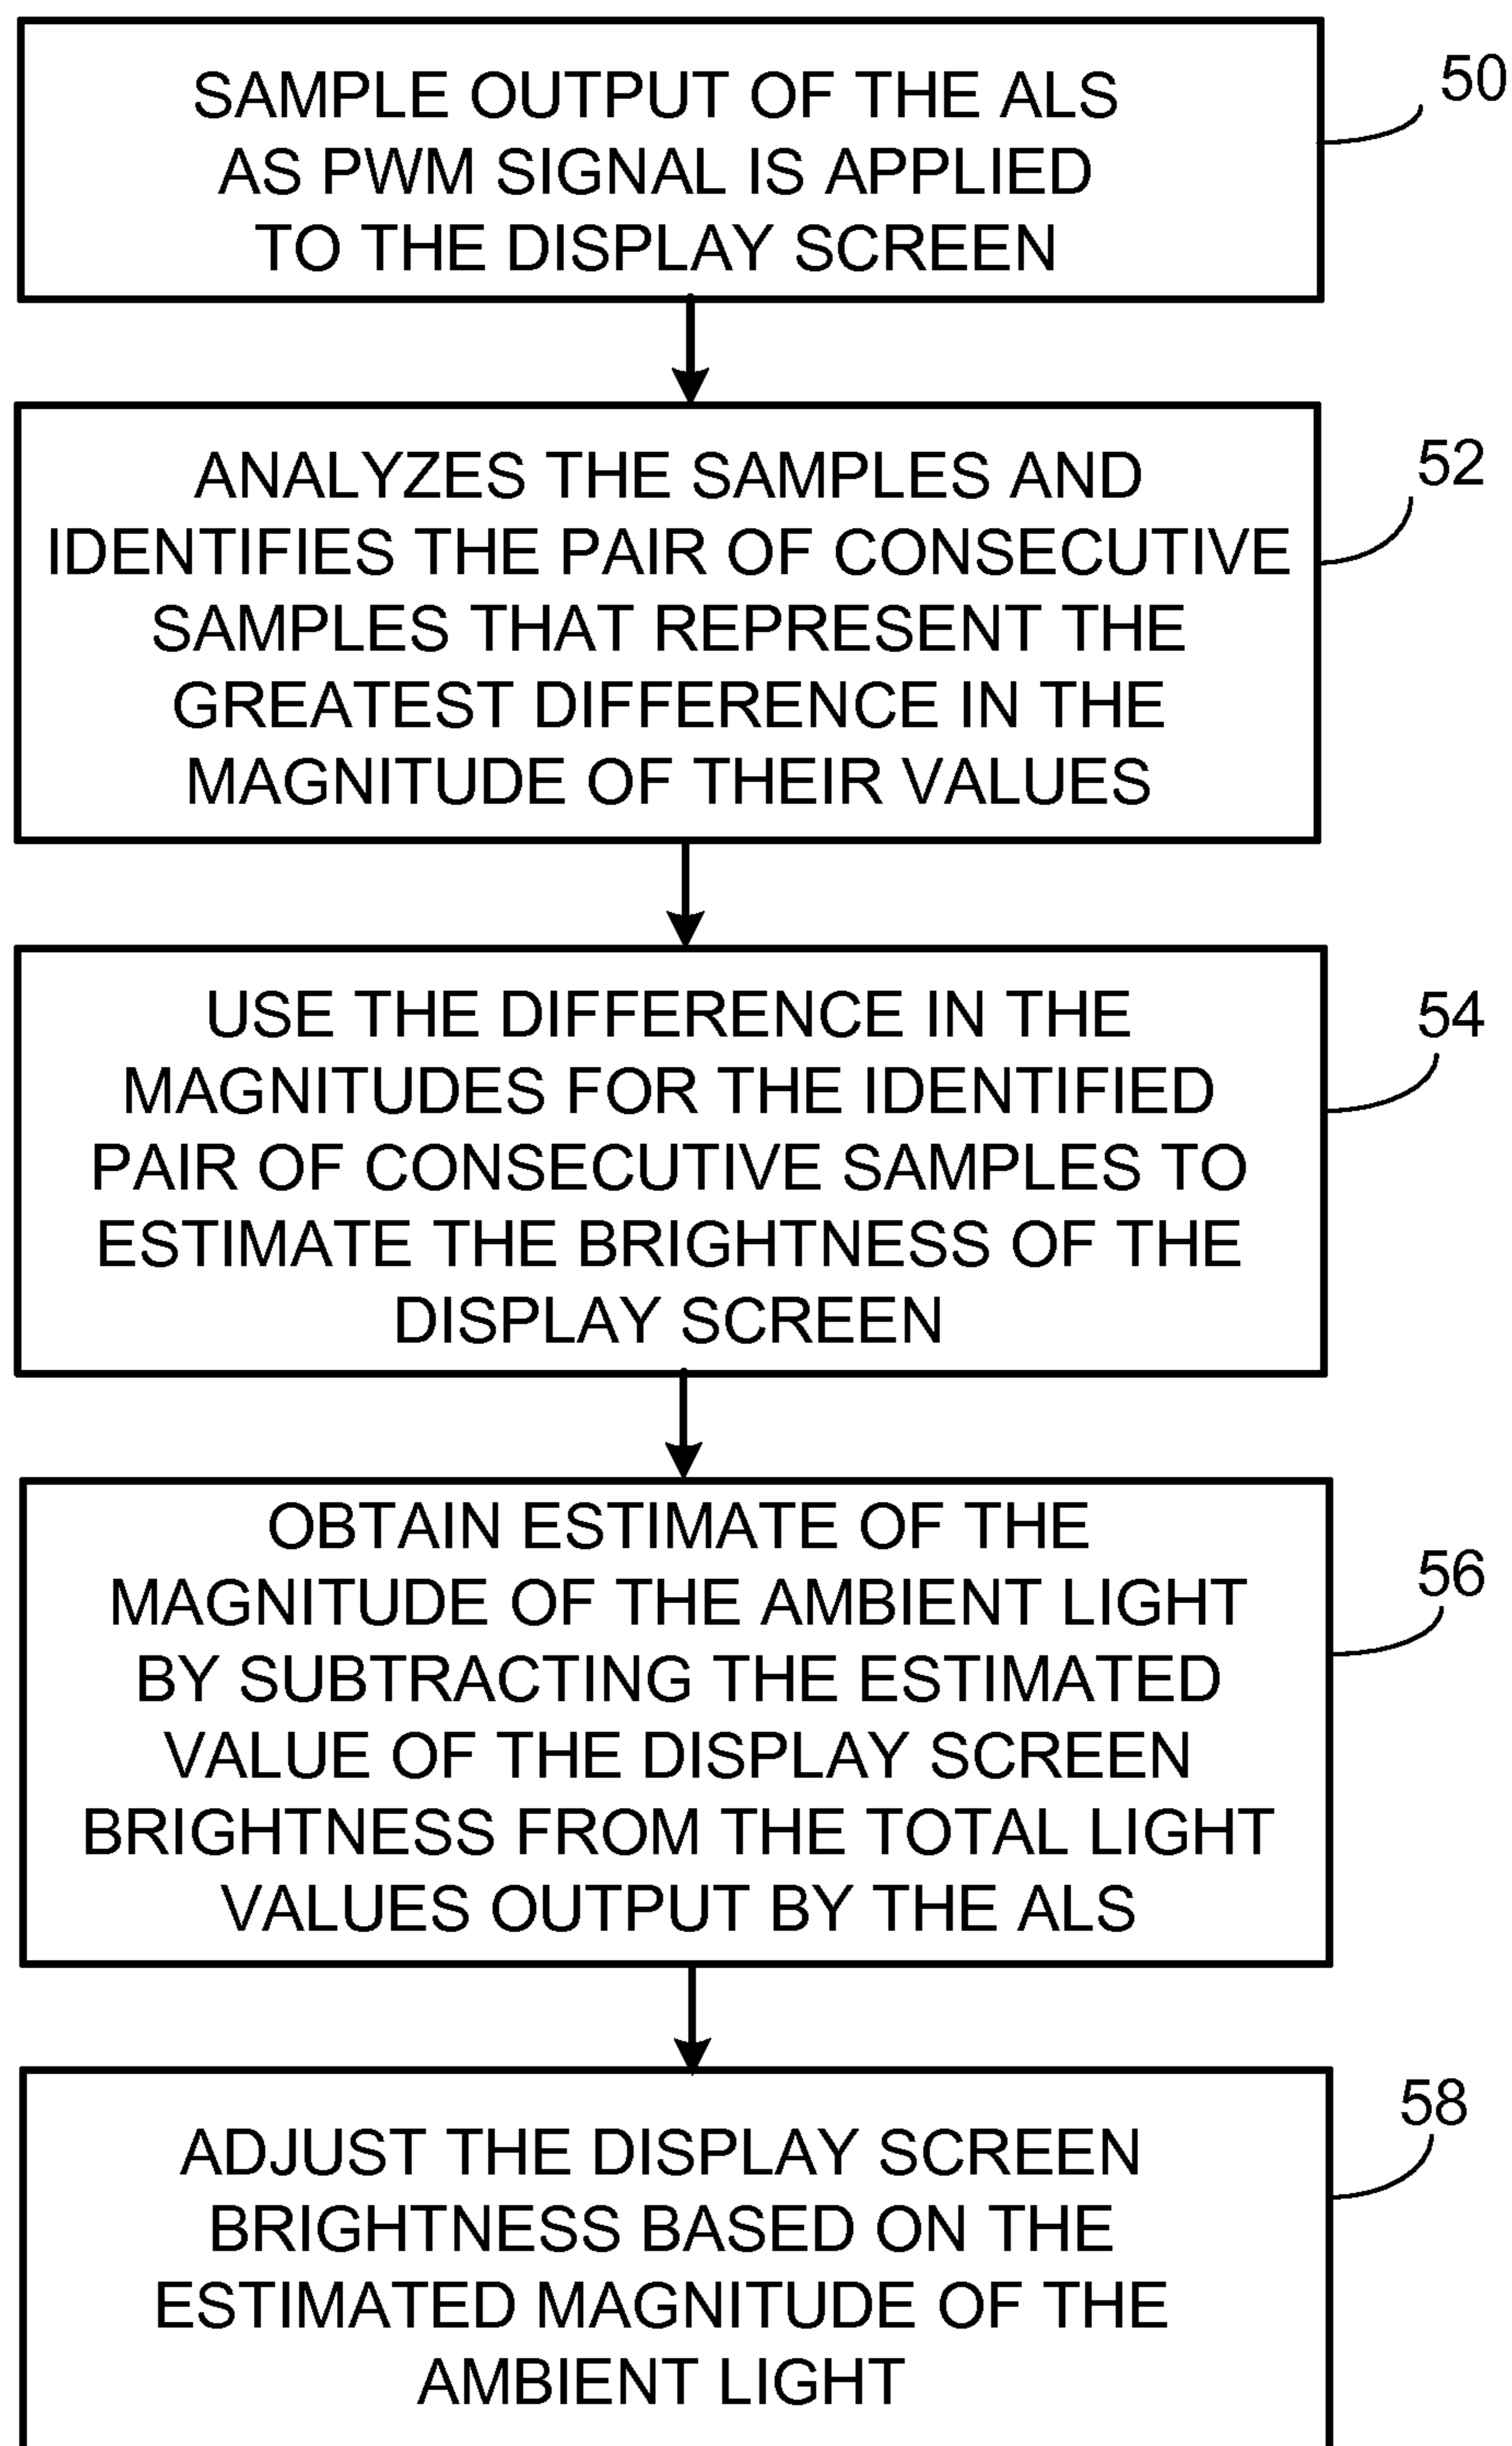 SAMPLE OUTPUT OF THE ALS
AS PWM SIGNAL IS APPLIED
TO THE DISPLAY SCREEN
50
ANALYZES THE SAMPLES AND
IDENTIFIES THE PAIR OF CONSECUTIVE
SAMPLES THAT REPRESENT THE
GREATEST DIFFERENCE IN THE
MAGNITUDE OF THEIR VALUES
52
USE THE DIFFERENCE IN THE
MAGNITUDES FOR THE IDENTIFIED
PAIR OF CONSECUTIVE SAMPLES TO
ESTIMATE THE BRIGHTNESS OF THE
DISPLAY SCREEN
54
OBTAIN ESTIMATE OF THE
MAGNITUDE OF THE AMBIENT LIGHT
BY SUBTRACTING THE ESTIMATED
VALUE OF THE DISPLAY SCREEN
BRIGHTNESS FROM THE TOTAL LIGHT
VALUES OUTPUT BY THE ALS
56
ADJUST THE DISPLAY SCREEN
BRIGHTNESS BASED ON THE
ESTIMATED MAGNITUDE OF THE
AMBIENT LIGHT
58